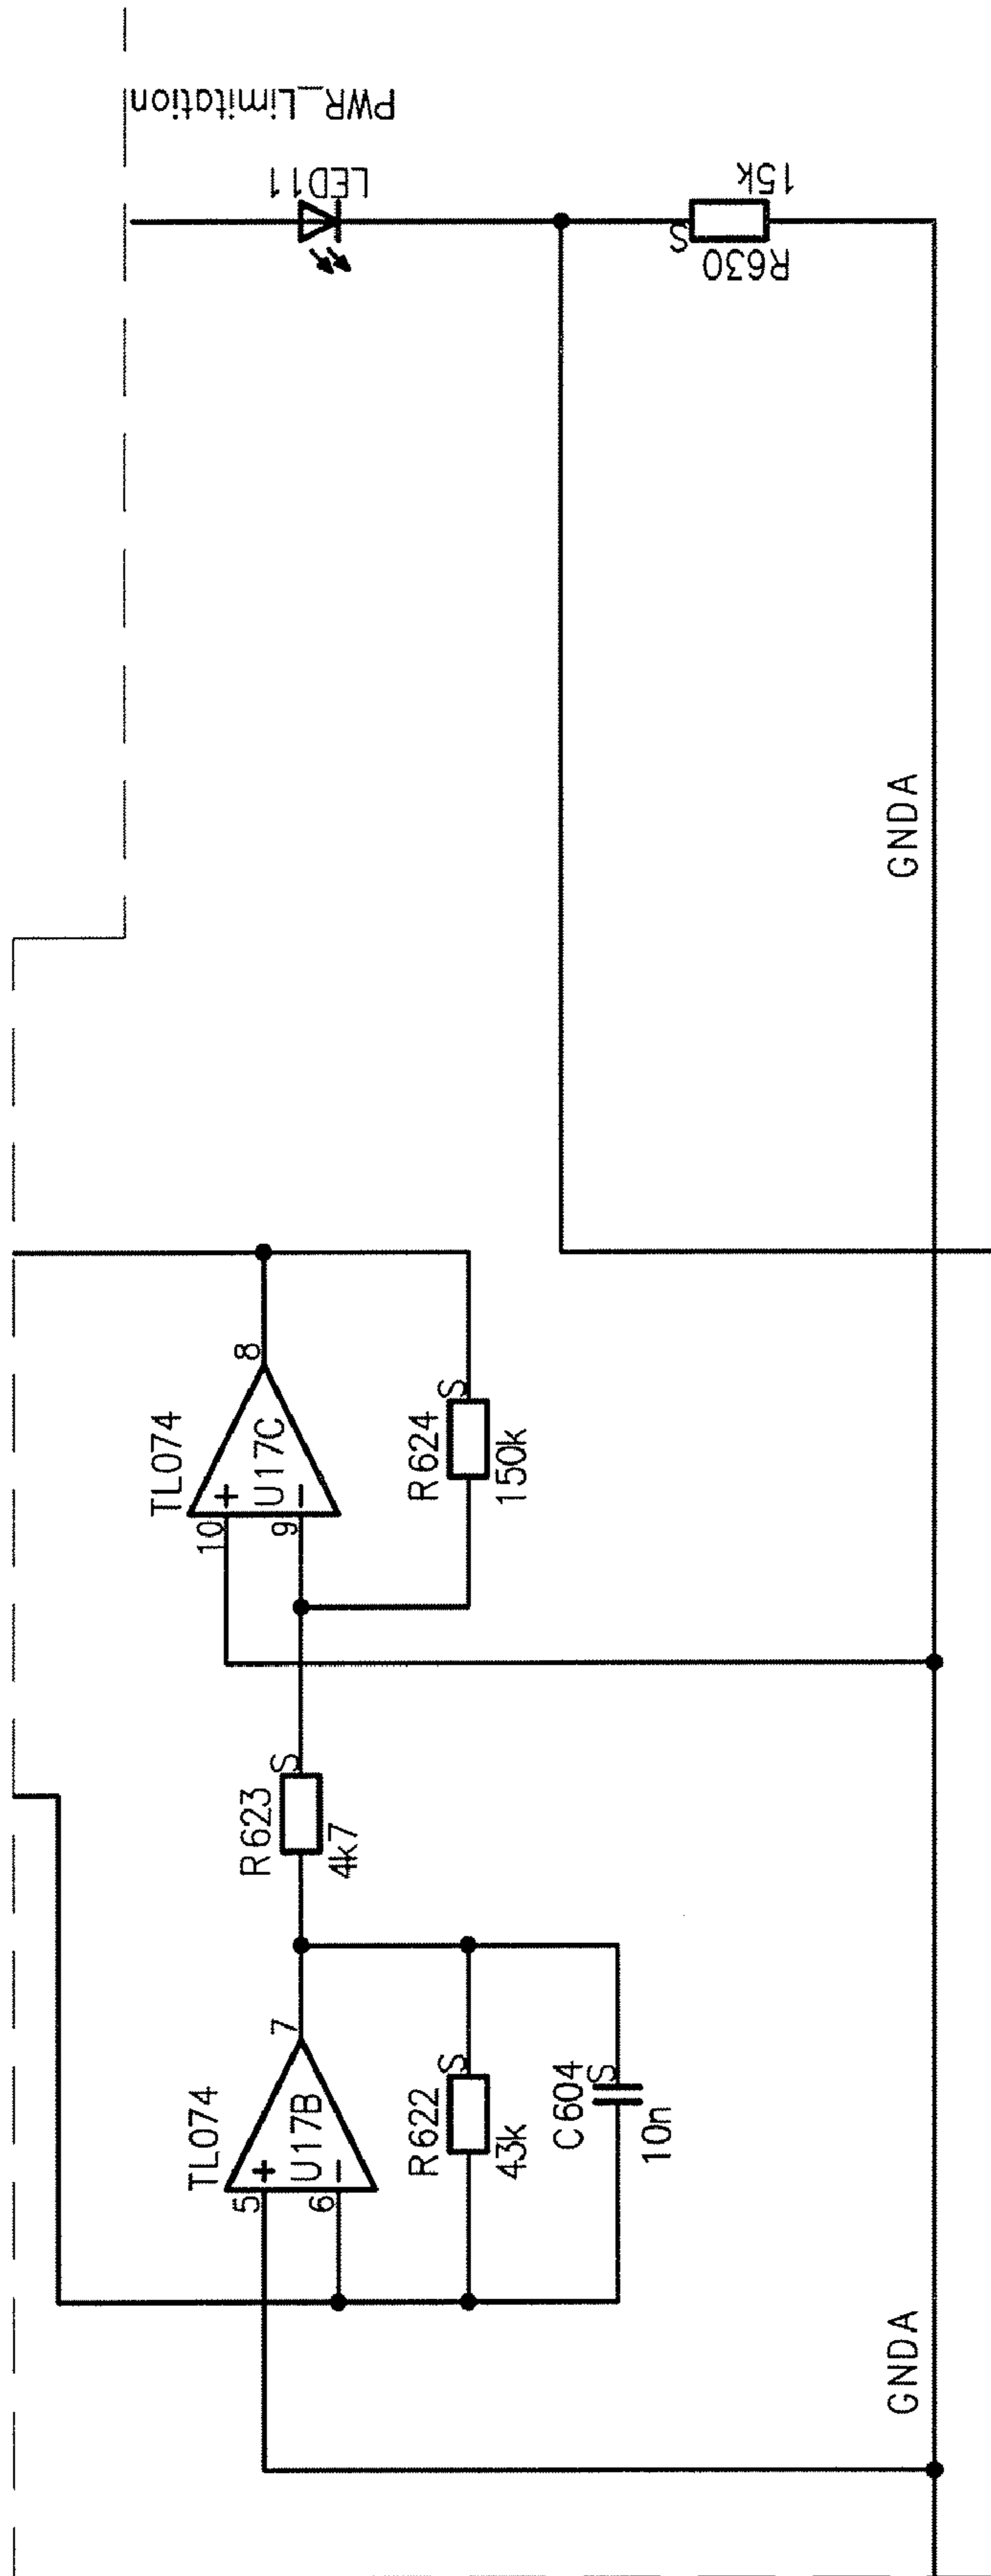 PWR_Limitation
LED11
15k
S
R630
GNDA
TL074
8
U17C
+
-
10
9
R624
S
150k
R623
S
4k7
TL074
7
U17B
+
-
5
6
R622
S
43k
C604
S
10n
GNDA